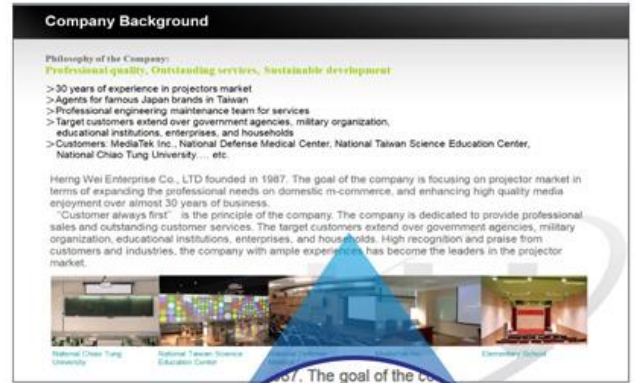 Company Background
Philosophy of the Company:
Professional quality, Outstanding services, Sustainable development
>30 years of experience in projectors market
>Agents for famous Japan brands in Taiwan
>Professional engineering maintenance team for services
>Target customers extend over government agencies, military organization,
educational institutions, enterprises, and households
>Customers: MediaTek Inc., National Defense Medical Center, National Taiwan Science Education Center,
National Chiao Tung University.... etc.
Herng Wei Enterprise Co., LTD founded in 1987. The goal of the company is focusing on projector market in
terms of expanding the professional needs on domestic m-commerce, and enhancing high quality media
enjoyment over almost 30 years of business.
"Customer always first" is the principle of the company. The company is dedicated to provide professional
sales and outstanding customer services. The target customers extend over government agencies, military
organization, educational institutions, enterprises, and households. High recognition and praise from
customers and industries, the company with ample experiences has become the leaders in the projector
market.
National Chiao Tung
University
National Taiwan Science
Education Center
National Defense
Elementary School
87. The goal of the co